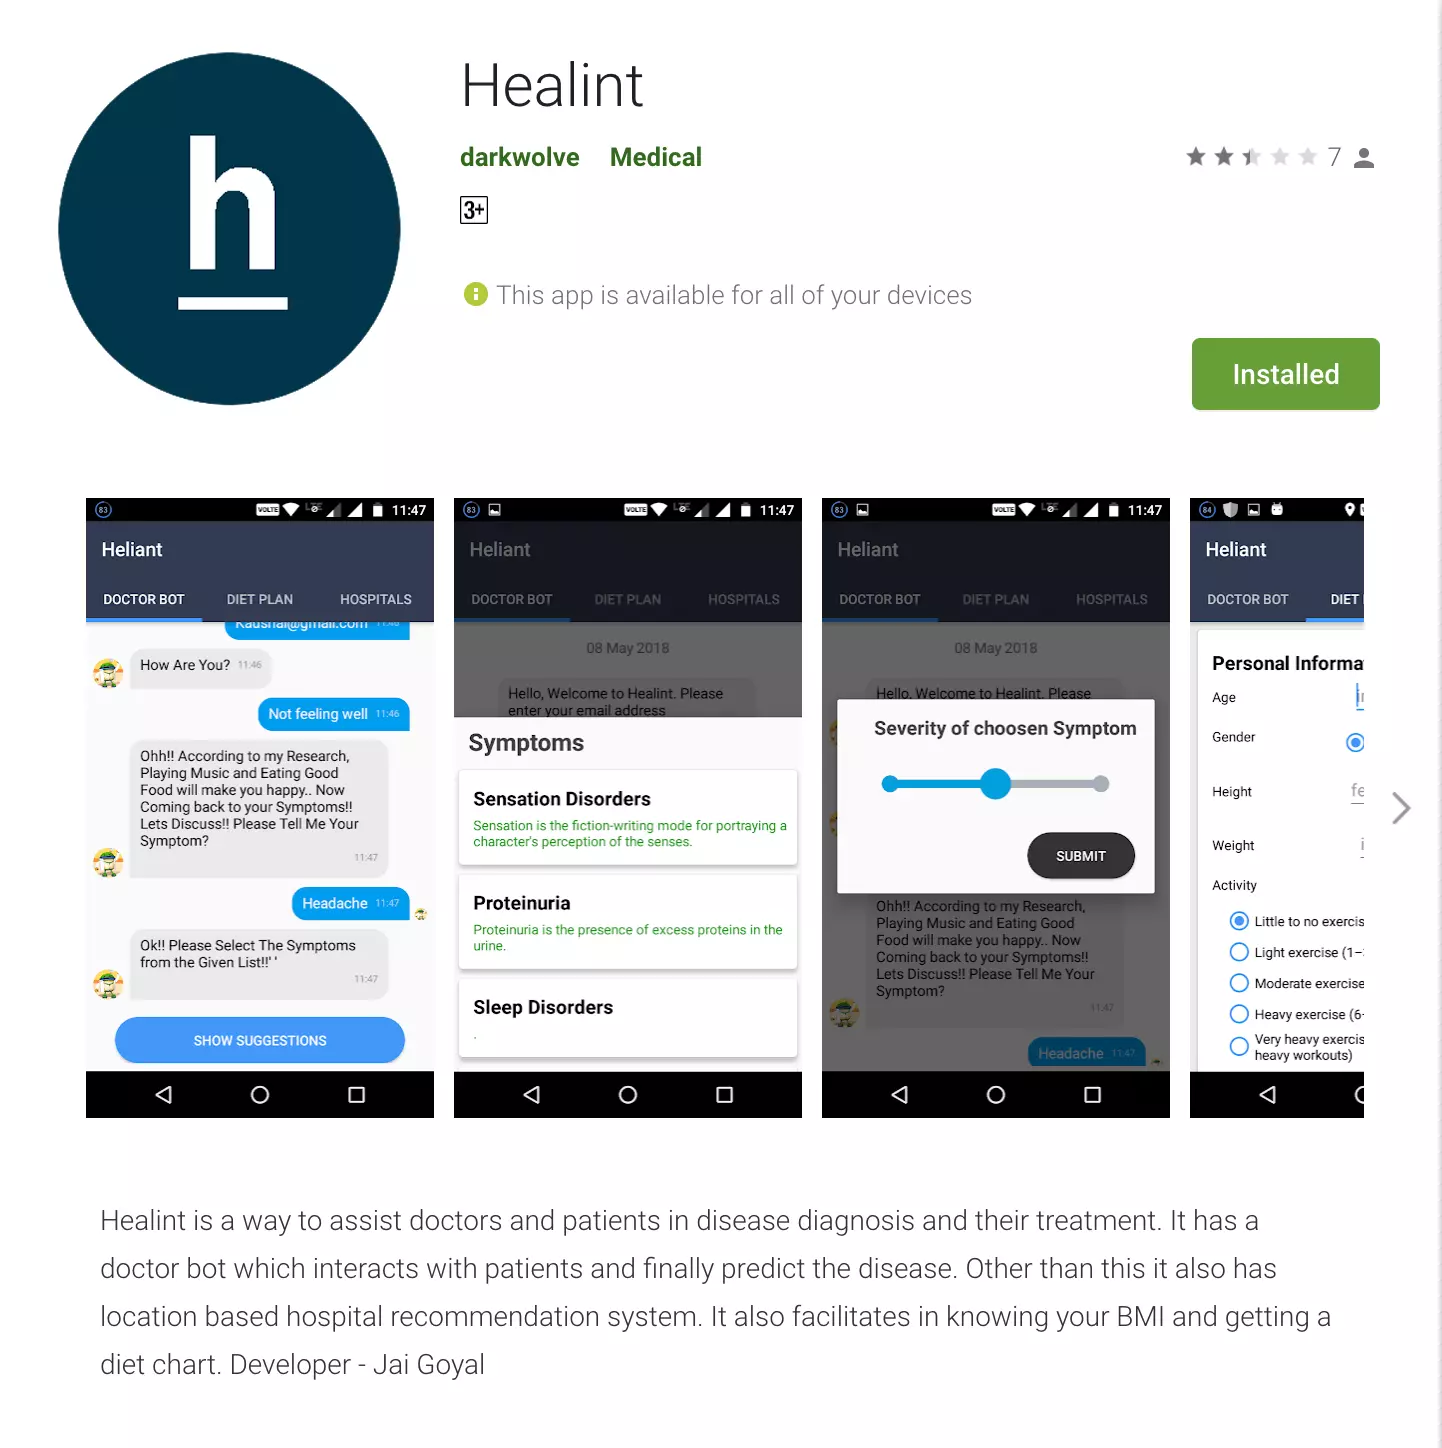 h
Healint
darkwolve Medical
7
3+
This app is available for all of your devices
Installed
83 VOLTE LTE 11:47
Heliant
DOCTOR BOT DIET PLAN HOSPITALS
Kaushal@gmail.com 11:46
How Are You? 11:46
Not feeling well 11:46
Ohh!! According to my Research,
Playing Music and Eating Good
Food will make you happy.. Now
Coming back to your Symptoms!!
Lets Discuss!! Please Tell Me Your
Symptom?
11:47
Headache 11:47
Ok!! Please Select The Symptoms
from the Given List!!' '
11:47
SHOW SUGGESTIONS
83 VOLTE LTE 11:47
Heliant
DOCTOR BOT DIET PLAN HOSPITALS
08 May 2018
Hello, Welcome to Healint. Please
enter your email address
Symptoms
Sensation Disorders
Sensation is the fiction-writing mode for portraying a
character's perception of the senses.
Proteinuria
Proteinuria is the presence of excess proteins in the
urine.
Sleep Disorders
.
83 VOLTE LTE 11:47
Heliant
DOCTOR BOT DIET PLAN HOSPITALS
08 May 2018
Hello, Welcome to Healint. Please
Severity of choosen Symptom
SUBMIT
Ohh!! According to my Research,
Playing Music and Eating Good
Food will make you happy.. Now
Coming back to your Symptoms!!
Lets Discuss!! Please Tell Me Your
Symptom?
11:47
Headache 11:47
84
Heliant
DOCTOR BOT DIET
Personal Informa
Age
Gender
Height fe
Weight
Activity
Little to no exercis
Light exercise (1–
Moderate exercise
Heavy exercise (6-
Very heavy exercis
heavy workouts)
Healint is a way to assist doctors and patients in disease diagnosis and their treatment. It has a
doctor bot which interacts with patients and finally predict the disease. Other than this it also has
location based hospital recommendation system. It also facilitates in knowing your BMI and getting a
diet chart. Developer - Jai Goyal